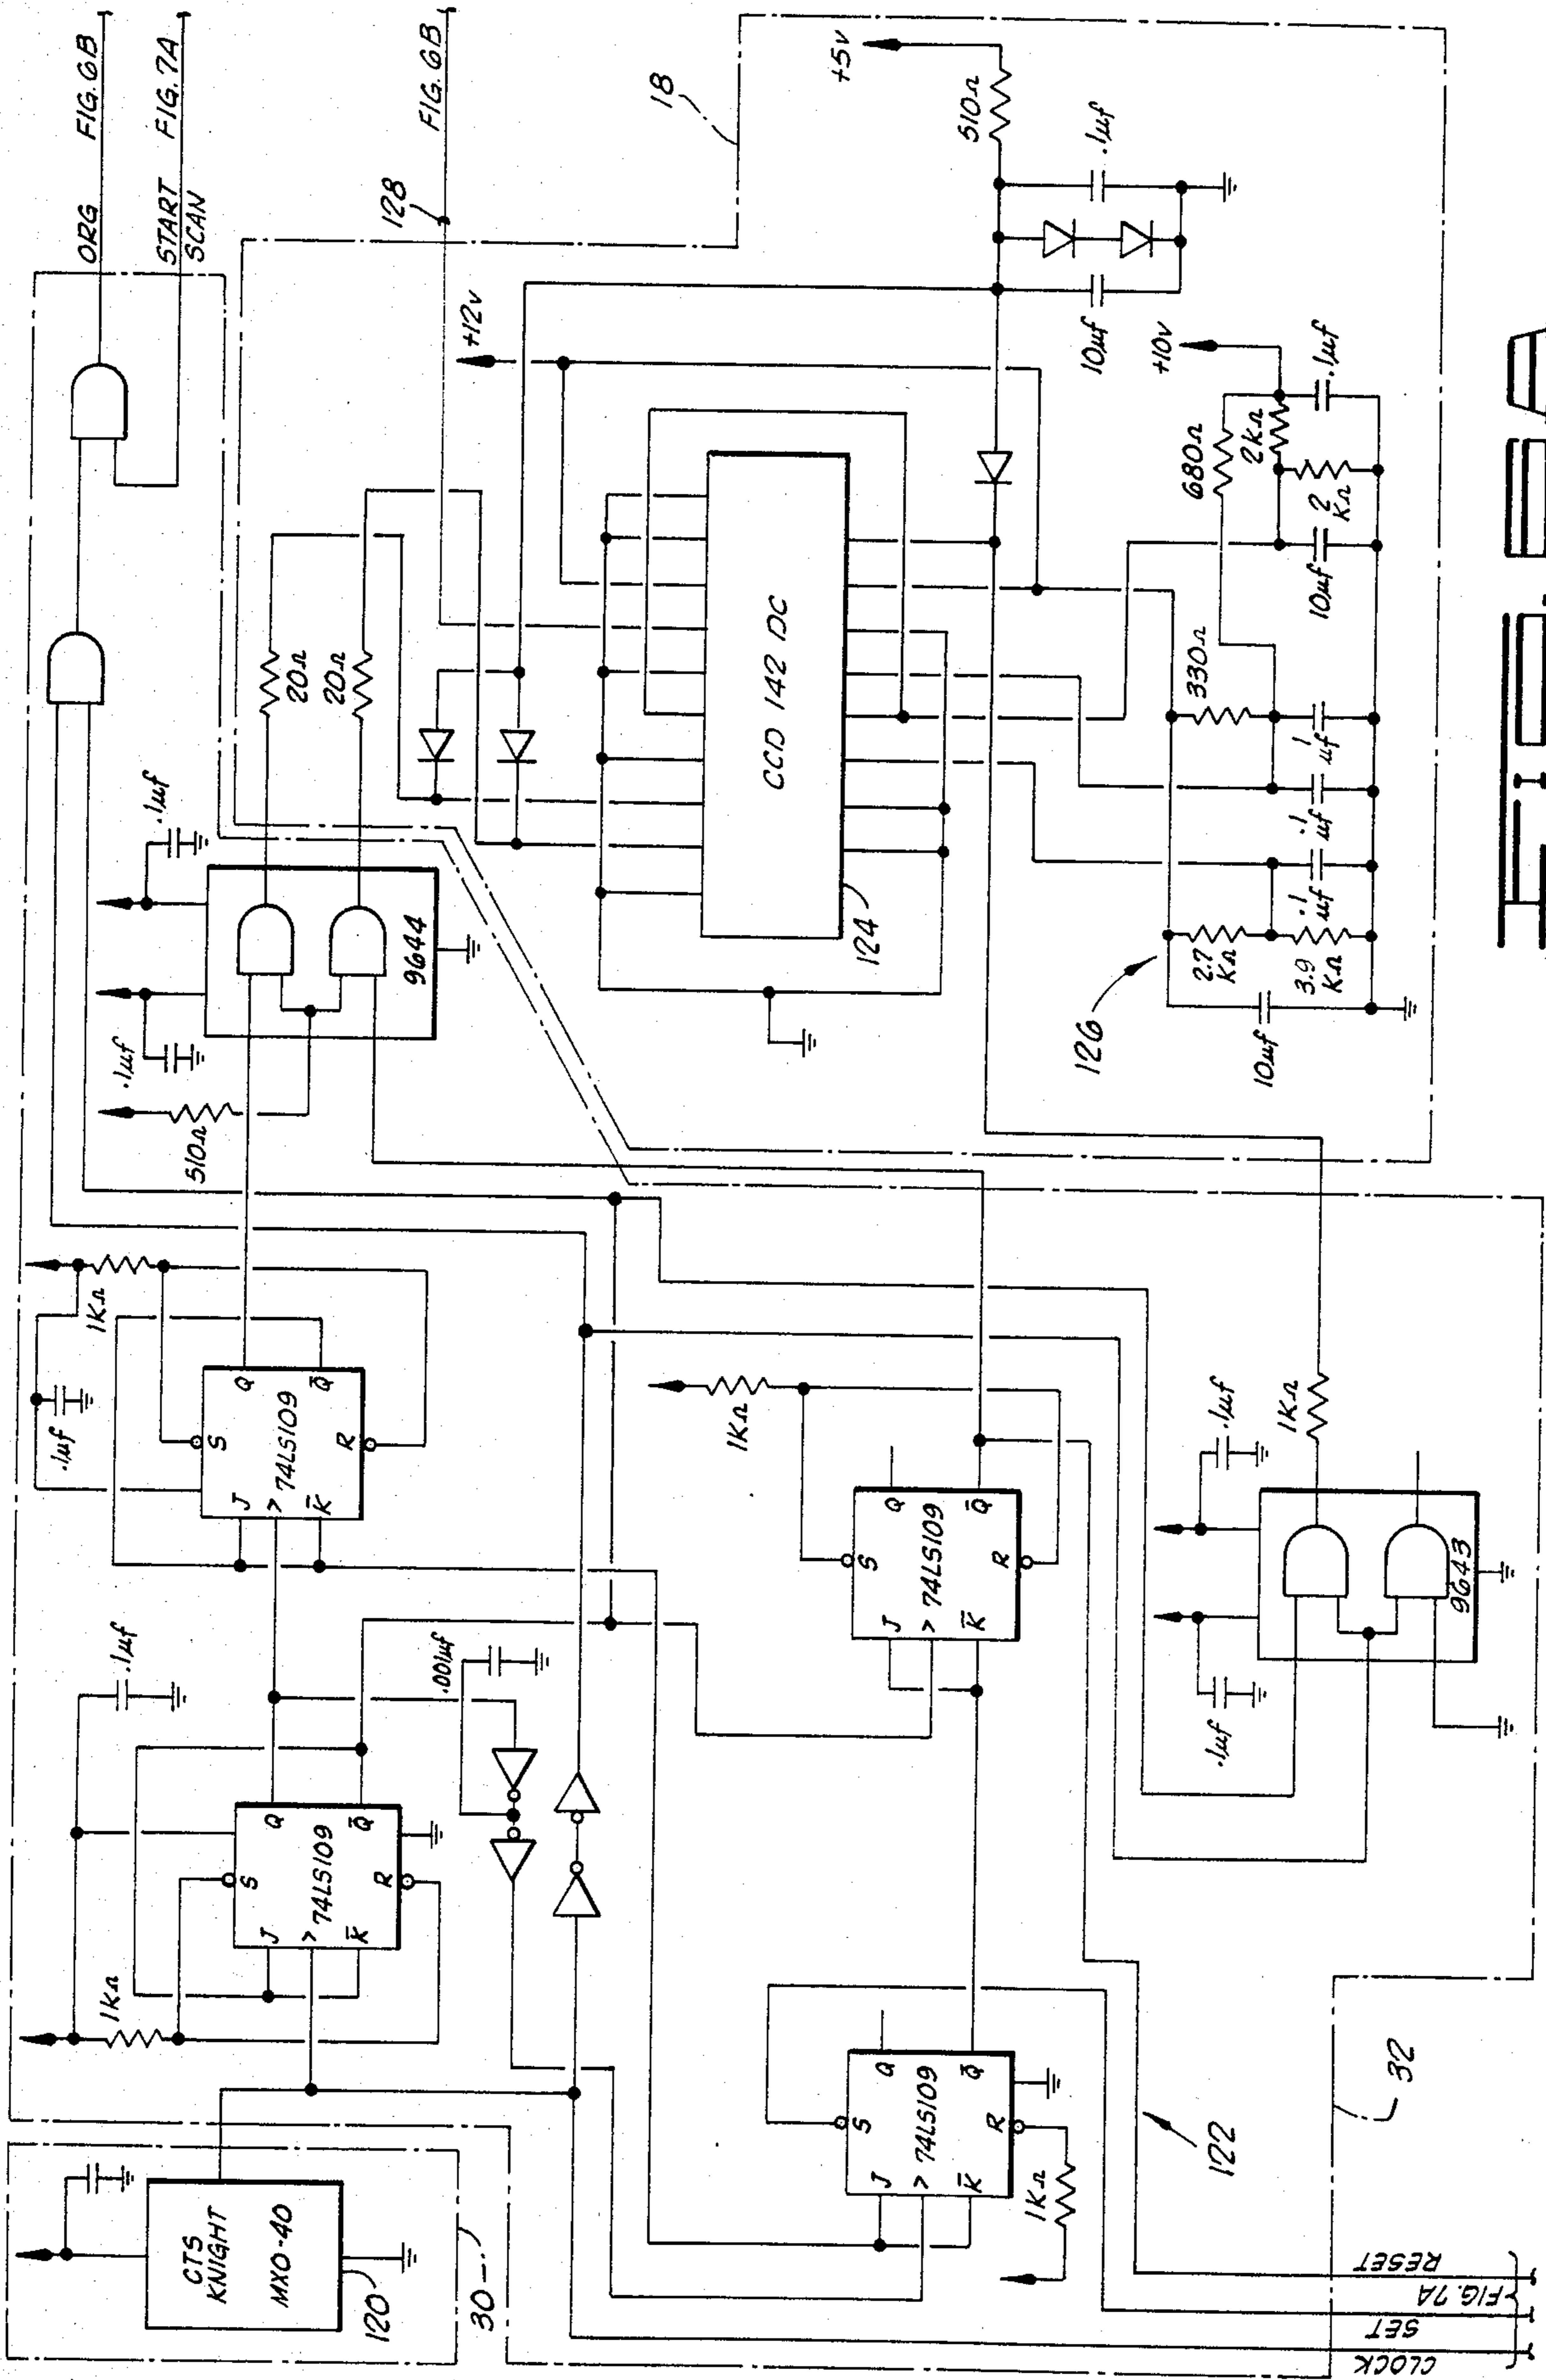 ORG FIG. 6B
START FIG. 7A
SCAN
128
FIG. 6B
18
+5v
510Ω
.1µf
10µf
+12v
20Ω
20Ω
.1µf
.1µf
510Ω
9644
CCD 142 DC
124
126
+10v
680Ω
2KΩ
.1µf
2
KΩ
10µf
330Ω
.1
µf
.1
µf
.1
µf
2.7
KΩ
3.9
KΩ
10µf
1KΩ
.1µf
J
>
K̅
S
R
Q
Q̅
74LS109
.1µf
1KΩ
J
>
K̅
S
R
Q
Q̅
74LS109
.001µf
1KΩ
J
>
K̅
S
R
Q
Q̅
74LS109
J
>
K̅
S
R
Q
Q̅
74LS109
1KΩ
1KΩ
.1µf
.1µf
9643
CTS
KNIGHT
MXO-40
120
30
122
32
CLOCK
SET
FIG. 7A
RESET